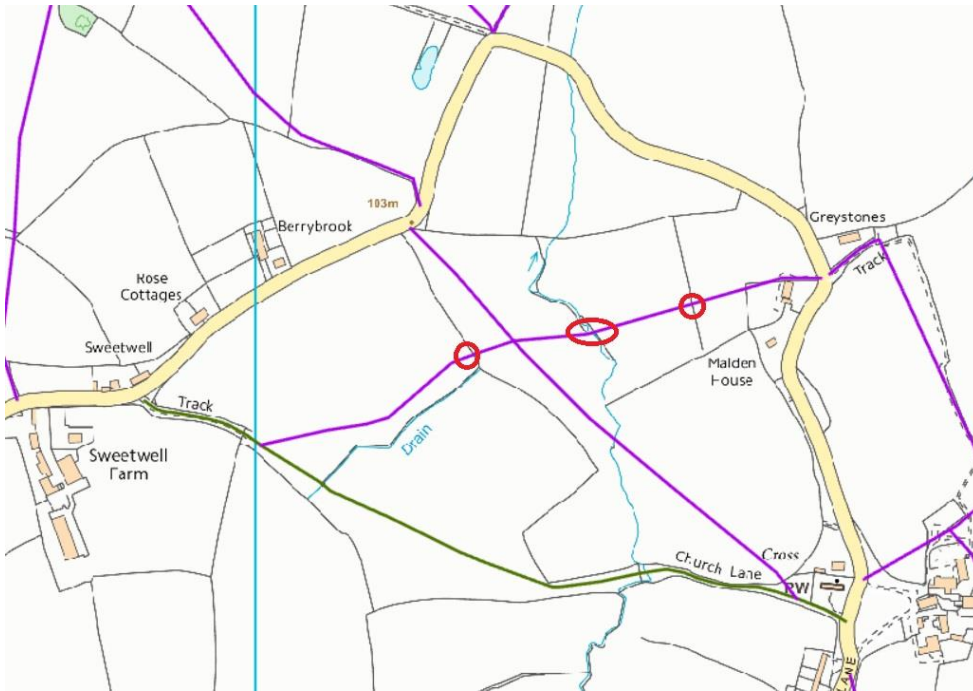 103m
Berrybrook
Greystones
Rose
Cottages
Track
Sweetwell
Malden
House
Track
Drain
Sweetwell
Farm
Church Lane
Cross
PW
LANE